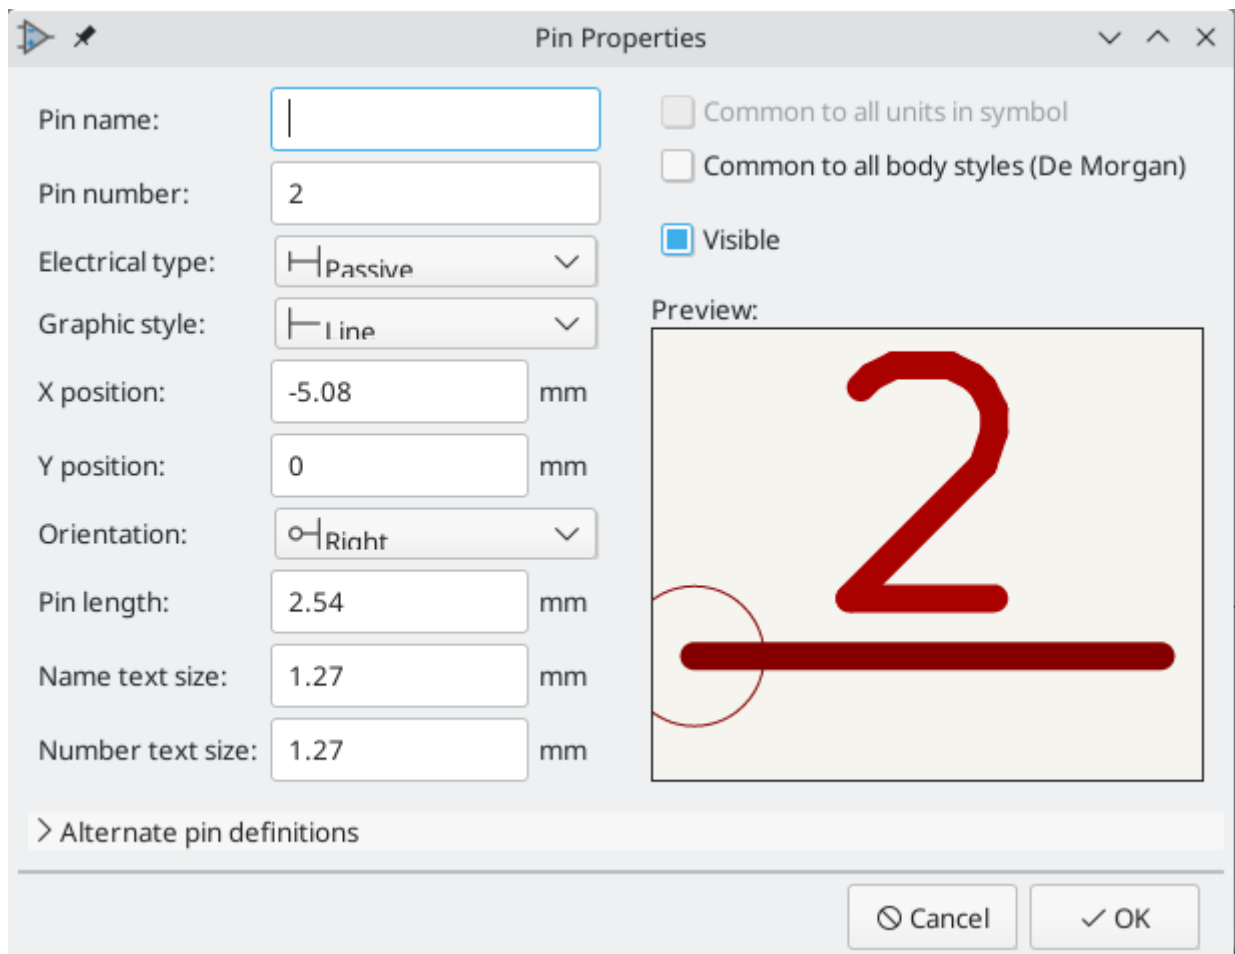 Pin Properties
Pin name:
Common to all units in symbol
Pin number: 2
Common to all body styles (De Morgan)
Electrical type: Passive
Visible
Graphic style: Line
Preview:
X position: -5.08 mm
Y position: 0 mm
Orientation: Right
Pin length: 2.54 mm
Name text size: 1.27 mm
Number text size: 1.27 mm
2
Alternate pin definitions
Cancel
OK